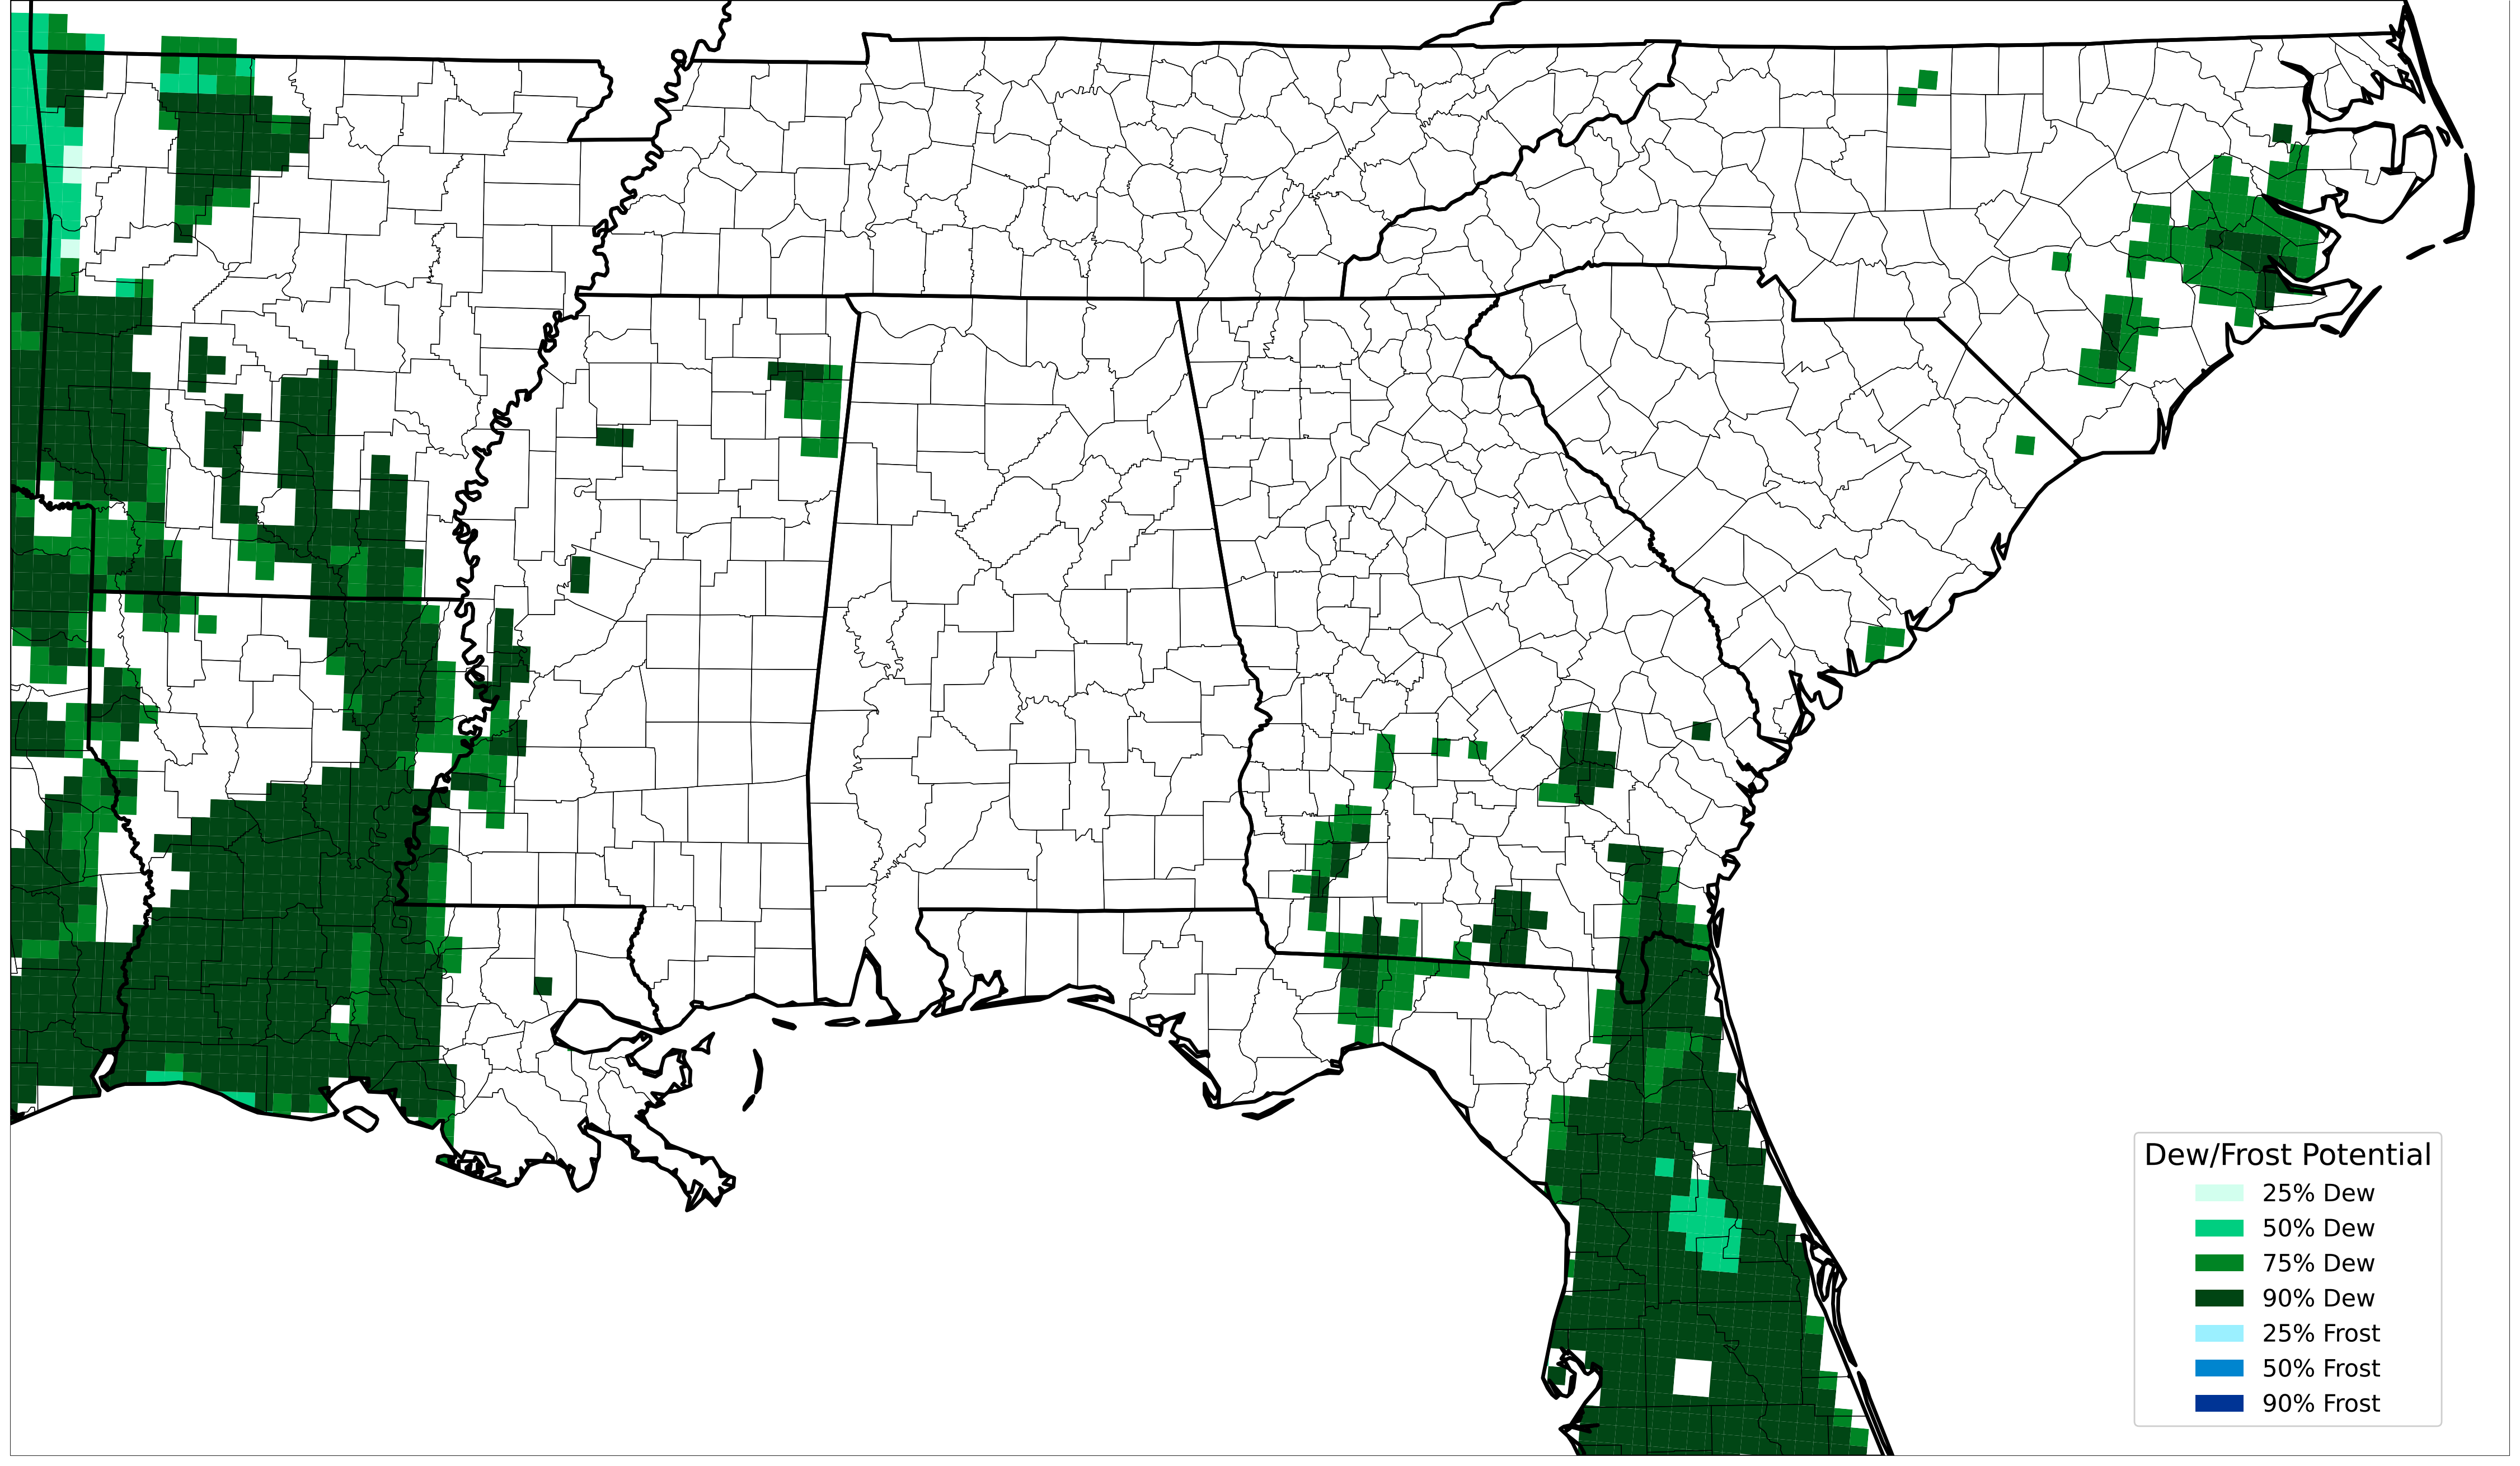 Dew/Frost Potential
25% Dew
50% Dew
75% Dew
90% Dew
25% Frost
50% Frost
90% Frost